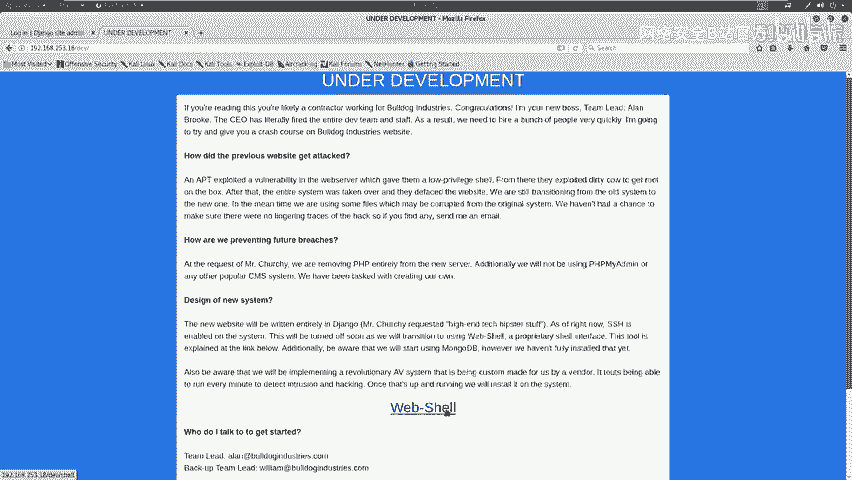 UNDER DEVELOPMENT - Mozilla Firefox
Log in | Django site admin
UNDER DEVELOPMENT
192.168.253.16/dev/
Search
Most Visited
Offensive Security
Kali Linux
Kali Docs
Kali Tools
Exploit-DB
Aircrack-ng
Kali Forums
NetHunter
Getting Started
UNDER DEVELOPMENT
If you're reading this you're likely a contractor working for Bulldog Industries. Congratulations! I'm your new boss, Team Lead: Alan
Brooke. The CEO has literally fired the entire dev team and staff. As a result, we need to hire a bunch of people very quickly. I'm going
to try and give you a crash course on Bulldog Industries website.
How did the previous website get attacked?
An APT exploited a vulnerability in the webserver which gave them a low-privilege shell. From there they exploited dirty cow to get root
on the box. After that, the entire system was taken over and they defaced the website. We are still transitioning from the old system to
the new one. In the mean time we are using some files which may be corrupted from the original system. We haven't had a chance to
make sure there were no lingering traces of the hack so if you find any, send me an email.
How are we preventing future breaches?
At the request of Mr. Churchy, we are removing PHP entirely from the new server. Additionally we will not be using PHPMyAdmin or
any other popular CMS system. We have been tasked with creating our own.
Design of new system?
The new website will be written entirely in Django (Mr. Churchy requested "high-end tech hipster stuff"). As of right now, SSH is
enabled on the system. This will be turned off soon as we will transition to using Web-Shell, a proprietary shell interface. This tool is
explained at the link below. Additionally, be aware that we will start using MongoDB, however we haven't fully installed that yet.
Also be aware that we will be implementing a revolutionary AV system that is being custom made for us by a vendor. It touts being able
to run every minute to detect intrusion and hacking. Once that's up and running we will install it on the system.
Web-Shell
Who do I talk to to get started?
Team Lead: alan@bulldogindustries.com
Back-up Team Lead: william@bulldogindustries.com
192.168.253.16/dev/shell